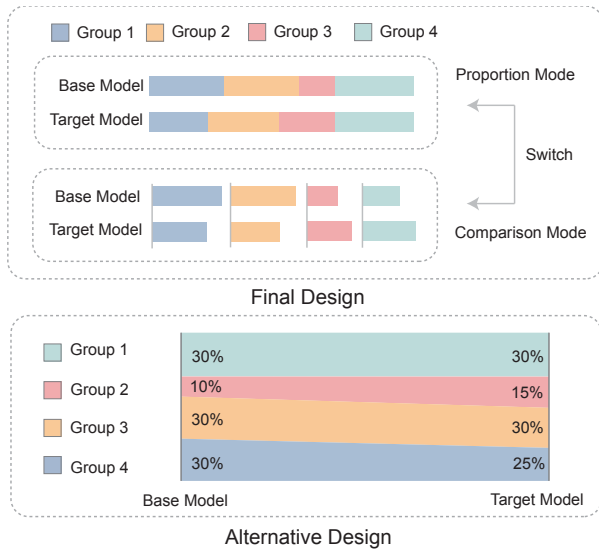 Group 1 Group 2 Group 3 Group 4
Base Model
Target Model
Proportion Mode
Switch
Base Model
Target Model
Comparison Mode
Final Design
Group 1 30% 30%
Group 2 10% 15%
Group 3 30% 30%
Group 4 30% 25%
Base Model Target Model
Alternative Design